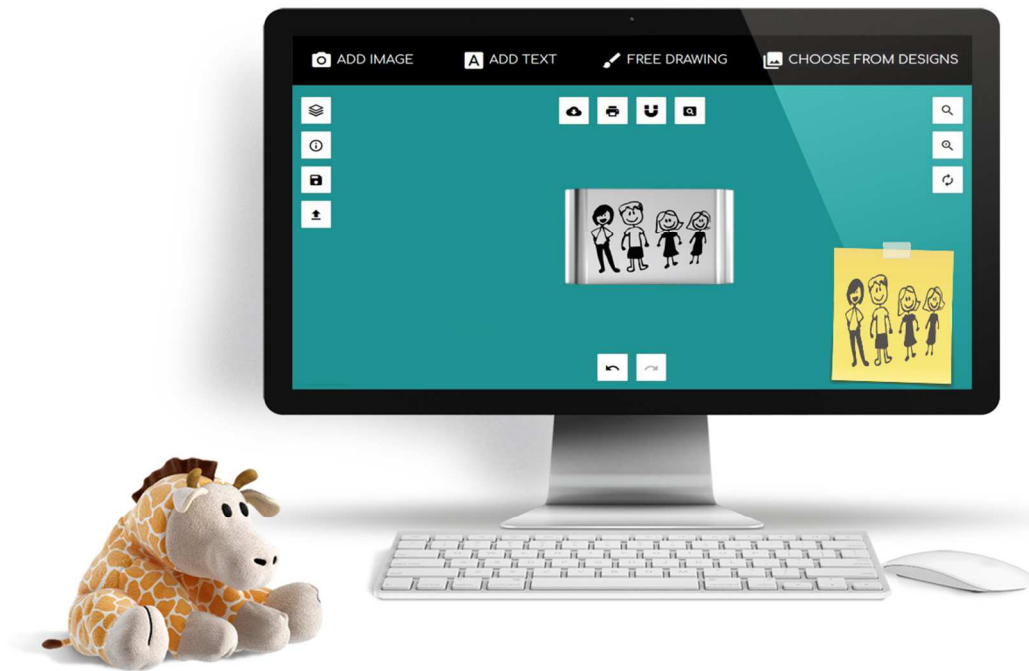 ADD IMAGE
A ADD TEXT
FREE DRAWING
CHOOSE FROM DESIGNS